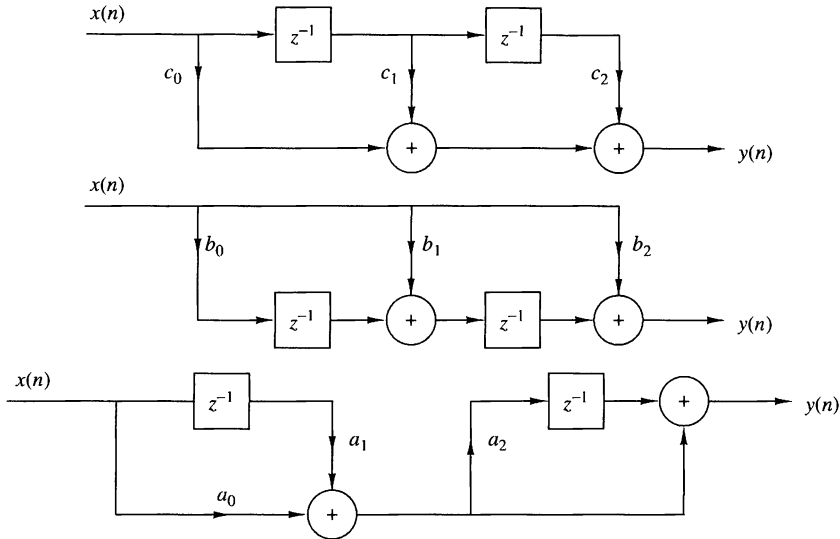 x(n)
z⁻¹
z⁻¹
c₀
c₁
c₂
+
+
y(n)
x(n)
b₀
b₁
b₂
z⁻¹
+
z⁻¹
+
y(n)
x(n)
z⁻¹
z⁻¹
+
y(n)
a₁
a₂
a₀
+